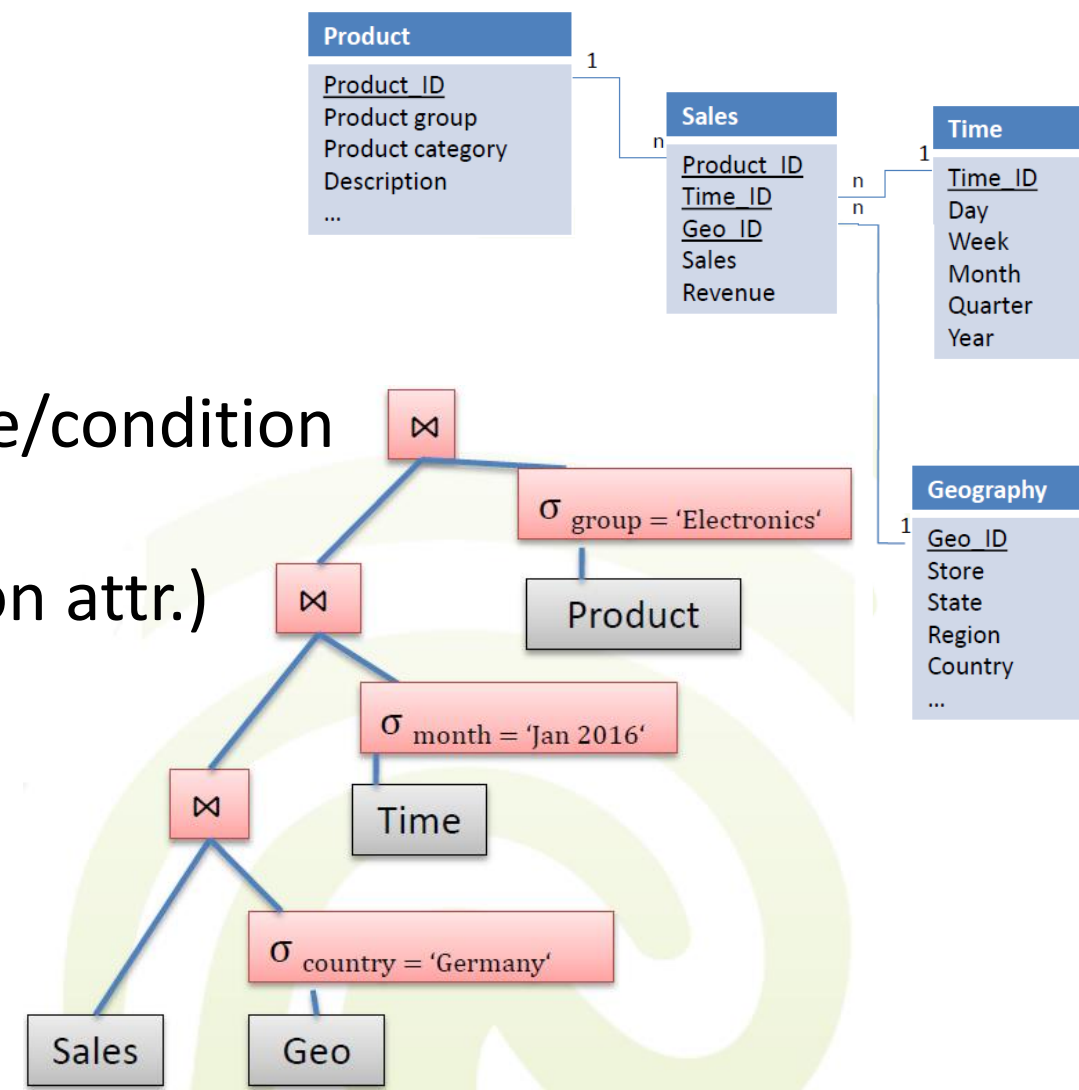 Product
Product_ID
Product group
Product category
Description
...
1
n
Sales
Product_ID
Time_ID
Geo_ID
Sales
Revenue
n
n
1
Time
Time_ID
Day
Week
Month
Quarter
Year
1
Geography
Geo_ID
Store
State
Region
Country
...
e/condition
on attr.)
⋈
σ group = ‘Electronics‘
Product
⋈
σ month = ‘Jan 2016‘
Time
⋈
σ country = ‘Germany‘
Sales
Geo